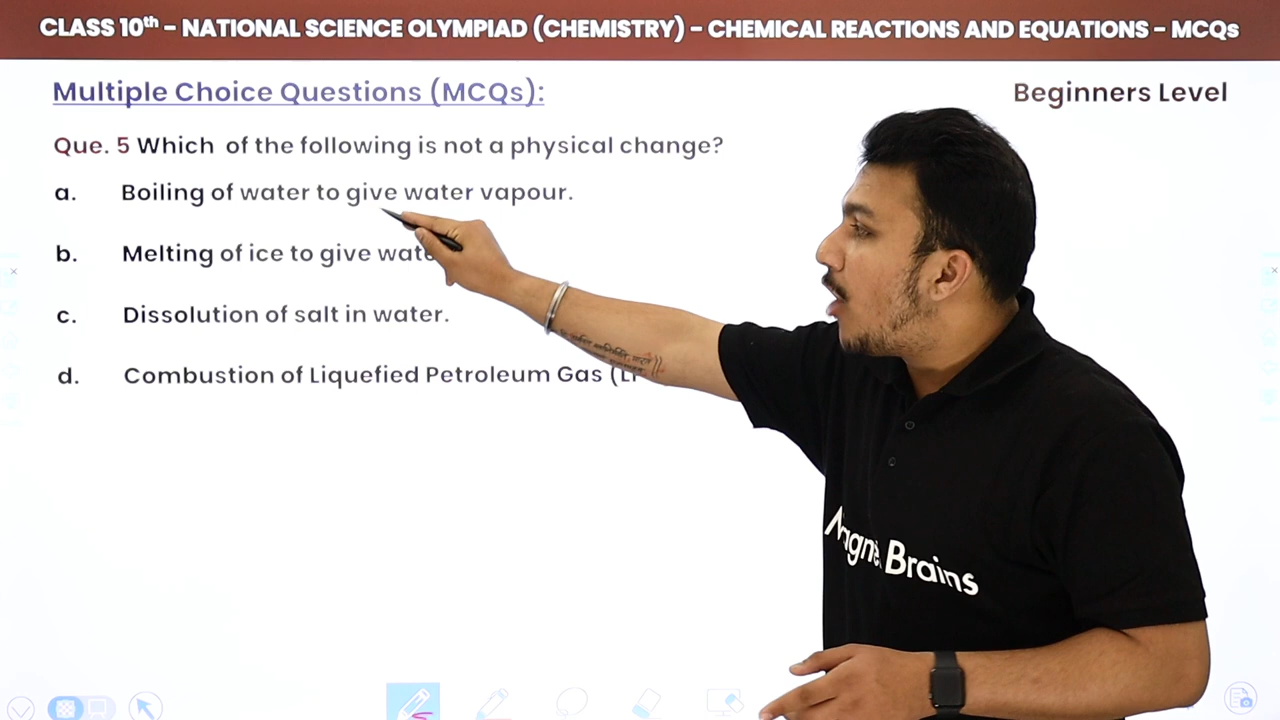 CLASS 10th – NATIONAL SCIENCE OLYMPIAD (CHEMISTRY) – CHEMICAL REACTIONS AND EQUATIONS – MCQs
Multiple Choice Questions (MCQs):
Beginners Level
Que. 5 Which of the following is not a physical change?
a. Boiling of water to give water vapour.
b. Melting of ice to give
c. Dissolution of salt in water.
d. Combustion of Liquefied Petroleum Gas
Brains